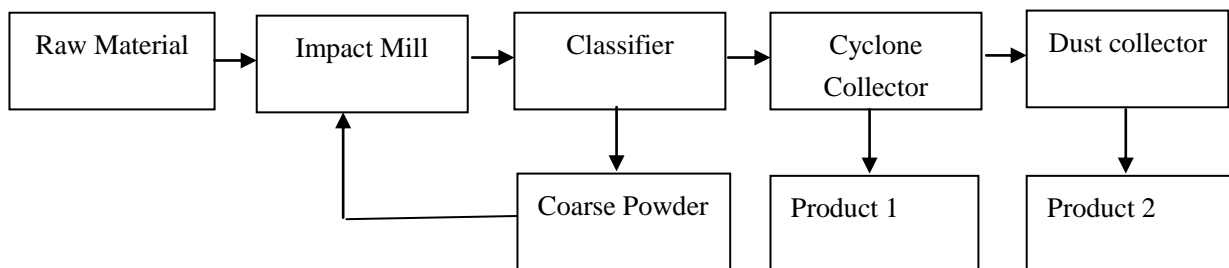 Raw Material
Impact Mill
Classifier
Cyclone
Collector
Dust collector
Coarse Powder
Product 1
Product 2